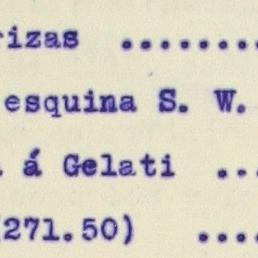 rizas ........
esquina S. W.
á Gelati ...
(271.50) ....